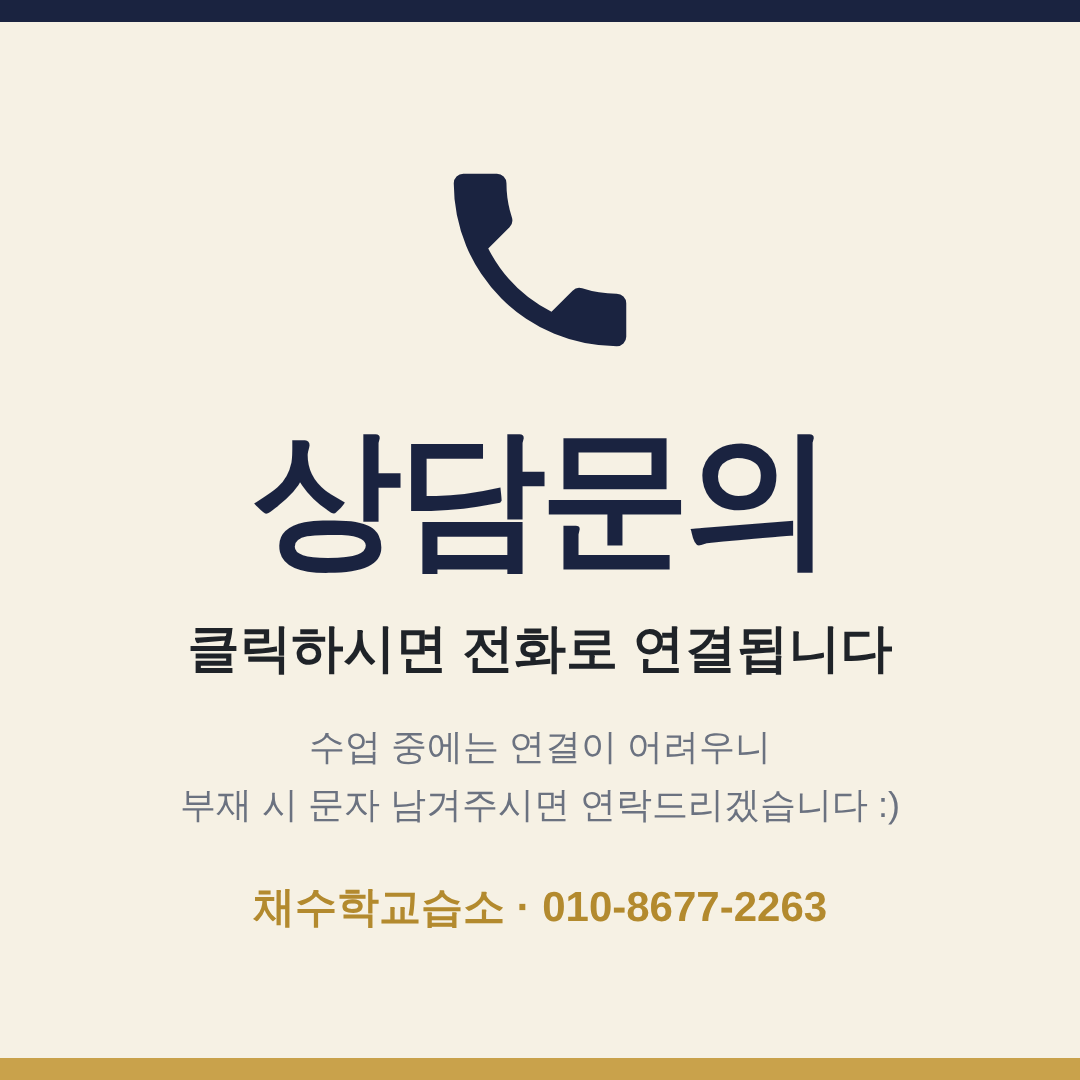 상담문의
클릭하시면 전화로 연결됩니다
수업 중에는 연결이 어려우니
부재 시 문자 남겨주시면 연락드리겠습니다 :)
채수학교습소 · 010-8677-2263